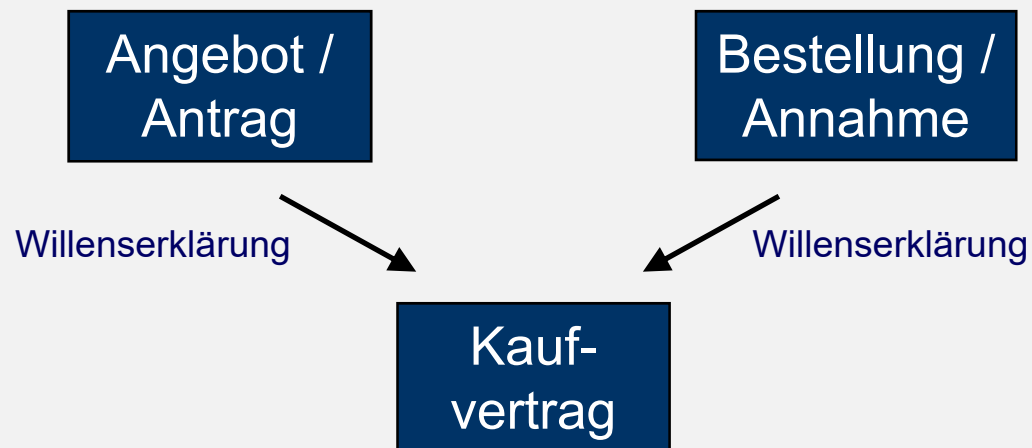 Angebot /
Antrag
Bestellung /
Annahme
Willenserklärung
Willenserklärung
Kauf-
vertrag